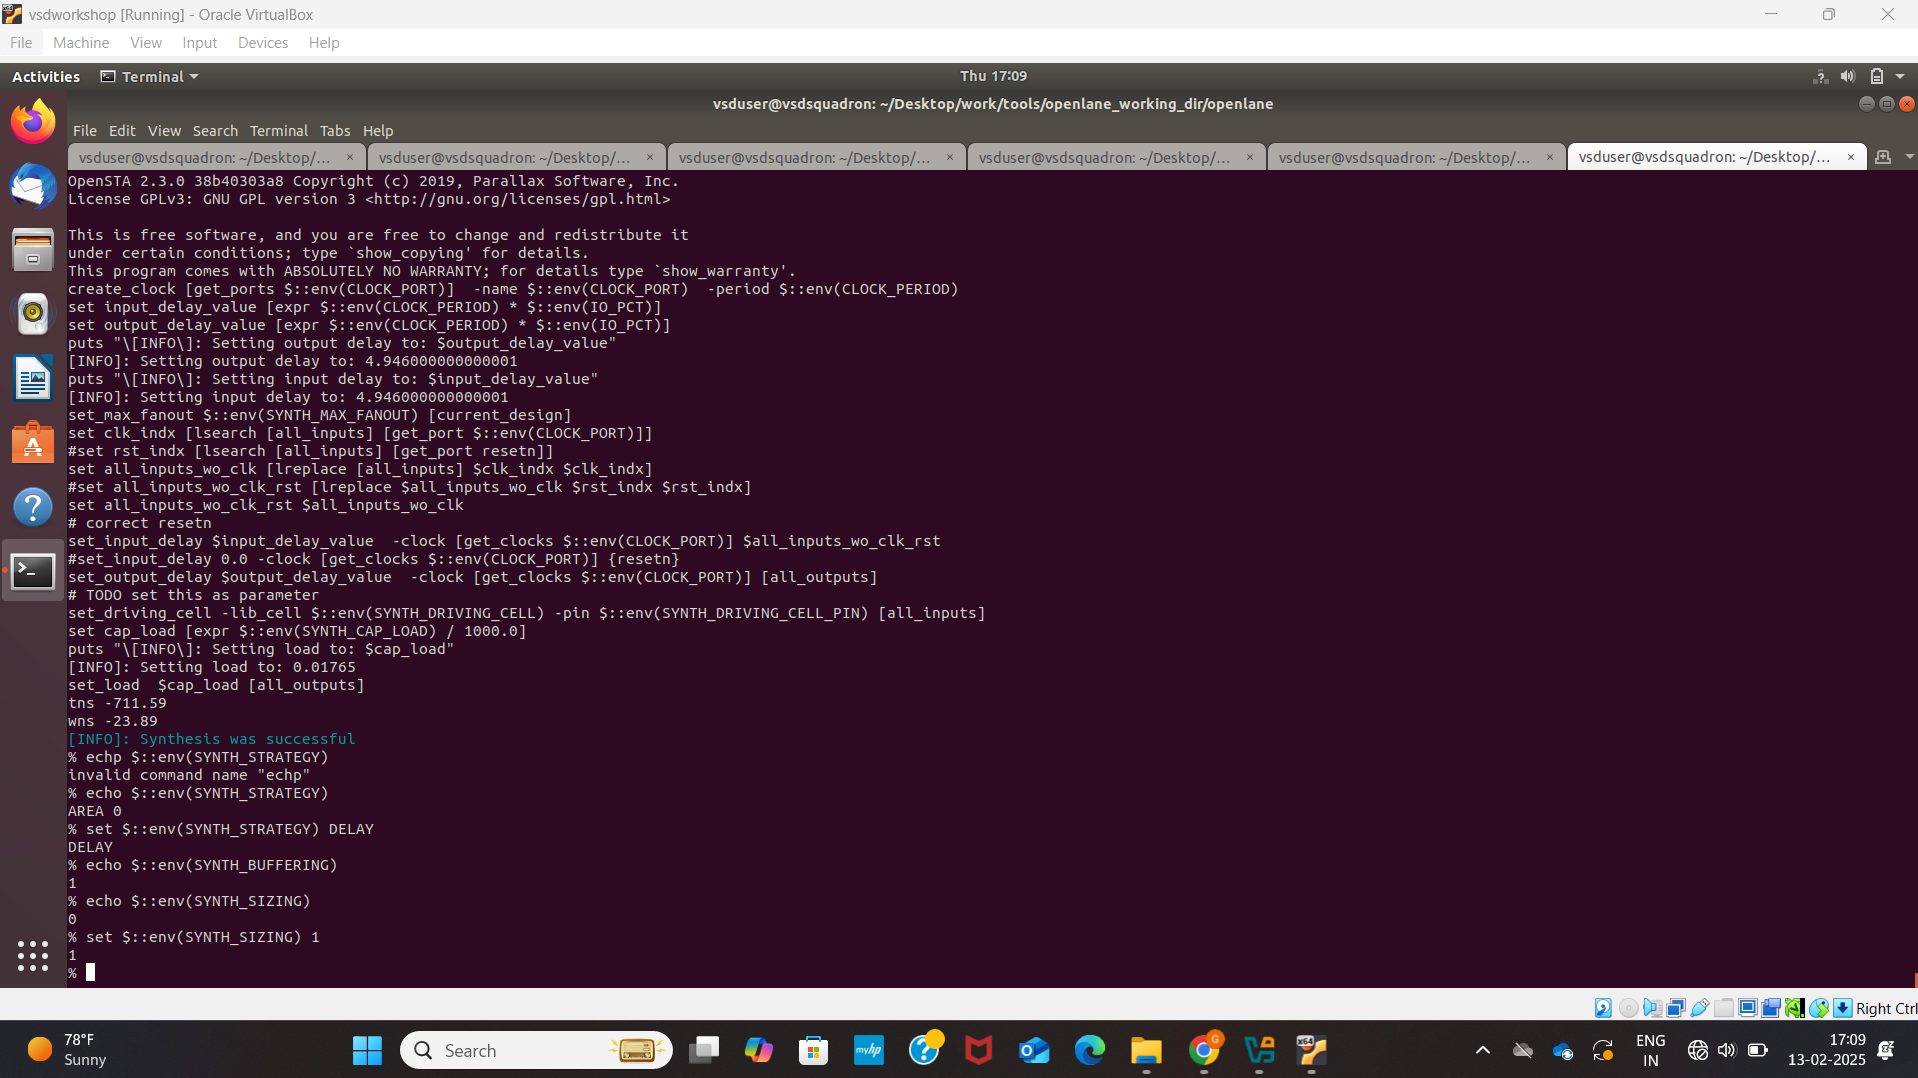 vsdworkshop [Running] - Oracle VirtualBox
File Machine View Input Devices Help
Activities Terminal Thu 17:09
vsduser@vsdsquadron: ~/Desktop/work/tools/openlane_working_dir/openlane
File Edit View Search Terminal Tabs Help
vsduser@vsdsquadron: ~/Desktop/... × vsduser@vsdsquadron: ~/Desktop/... × vsduser@vsdsquadron: ~/Desktop/... × vsduser@vsdsquadron: ~/Desktop/... × vsduser@vsdsquadron: ~/Desktop/... × vsduser@vsdsquadron: ~/Desktop/... ×
OpenSTA 2.3.0 38b40303a8 Copyright (c) 2019, Parallax Software, Inc.
License GPLv3: GNU GPL version 3 <http://gnu.org/licenses/gpl.html>
This is free software, and you are free to change and redistribute it
under certain conditions; type `show_copying' for details.
This program comes with ABSOLUTELY NO WARRANTY; for details type `show_warranty'.
create_clock [get_ports $::env(CLOCK_PORT)]  -name $::env(CLOCK_PORT)  -period $::env(CLOCK_PERIOD)
set input_delay_value [expr $::env(CLOCK_PERIOD) * $::env(IO_PCT)]
set output_delay_value [expr $::env(CLOCK_PERIOD) * $::env(IO_PCT)]
puts "\[INFO\]: Setting output delay to: $output_delay_value"
[INFO]: Setting output delay to: 4.946000000000001
puts "\[INFO\]: Setting input delay to: $input_delay_value"
[INFO]: Setting input delay to: 4.946000000000001
set_max_fanout $::env(SYNTH_MAX_FANOUT) [current_design]
set clk_indx [lsearch [all_inputs] [get_port $::env(CLOCK_PORT)]]
#set rst_indx [lsearch [all_inputs] [get_port resetn]]
set all_inputs_wo_clk [lreplace [all_inputs] $clk_indx $clk_indx]
#set all_inputs_wo_clk_rst [lreplace $all_inputs_wo_clk $rst_indx $rst_indx]
set all_inputs_wo_clk_rst $all_inputs_wo_clk
# correct resetn
set_input_delay $input_delay_value  -clock [get_clocks $::env(CLOCK_PORT)] $all_inputs_wo_clk_rst
#set_input_delay 0.0 -clock [get_clocks $::env(CLOCK_PORT)] {resetn}
set_output_delay $output_delay_value  -clock [get_clocks $::env(CLOCK_PORT)] [all_outputs]
# TODO set this as parameter
set_driving_cell -lib_cell $::env(SYNTH_DRIVING_CELL) -pin $::env(SYNTH_DRIVING_CELL_PIN) [all_inputs]
set cap_load [expr $::env(SYNTH_CAP_LOAD) / 1000.0]
puts "\[INFO\]: Setting load to: $cap_load"
[INFO]: Setting load to: 0.01765
set_load  $cap_load [all_outputs]
tns -711.59
wns -23.89
[INFO]: Synthesis was successful
% echp $::env(SYNTH_STRATEGY)
invalid command name "echp"
% echo $::env(SYNTH_STRATEGY)
AREA 0
% set $::env(SYNTH_STRATEGY) DELAY
DELAY
% echo $::env(SYNTH_BUFFERING)
1
% echo $::env(SYNTH_SIZING)
0
% set $::env(SYNTH_SIZING) 1
1
%
Right Ctrl
78°F
Sunny
Search
myhp
x64
ENG
IN
17:09
13-02-2025